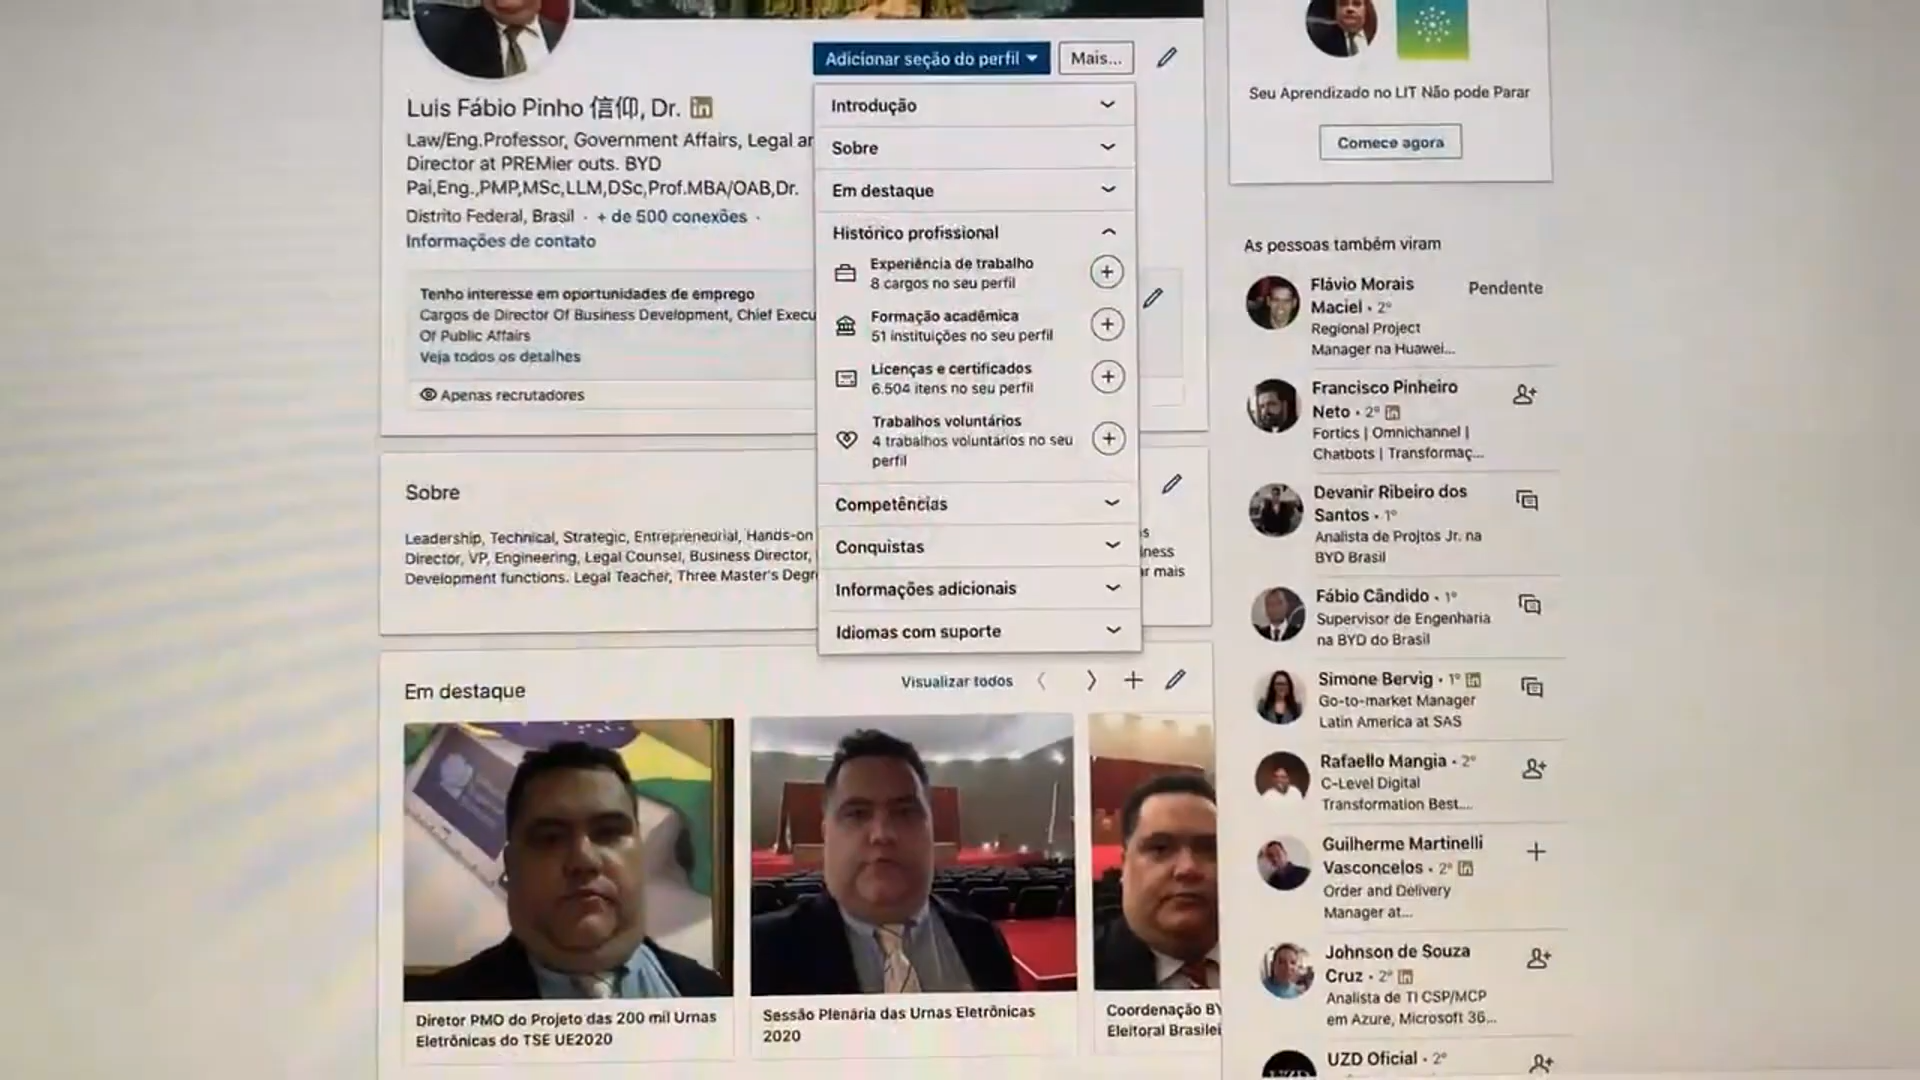 Adicionar seção do perfil
Mais...
Luis Fábio Pinho 信仰, Dr.
Law/Eng.Professor, Government Affairs, Legal ar
Director at PREMier outs. BYD
Pai,Eng.,PMP,MSc,LLM,DSc,Prof.MBA/OAB,Dr.
Distrito Federal, Brasil · + de 500 conexões ·
Informações de contato
Tenho interesse em oportunidades de emprego
Cargos de Director Of Business Development, Chief Execu
Of Public Affairs
Veja todos os detalhes
Apenas recrutadores
Introdução
Sobre
Em destaque
Histórico profissional
Experiência de trabalho
8 cargos no seu perfil
Formação acadêmica
51 instituições no seu perfil
Licenças e certificados
6.504 itens no seu perfil
Trabalhos voluntários
4 trabalhos voluntários no seu
perfil
Competências
Conquistas
Informações adicionais
Idiomas com suporte
Sobre
Leadership, Technical, Strategic, Entrepreneurial, Hands-on
Director, VP, Engineering, Legal Counsel, Business Director,
Development functions. Legal Teacher, Three Master's Degr
is
iness
ar mais
Em destaque
Visualizar todos
Diretor PMO do Projeto das 200 mil Urnas
Eletrônicas do TSE UE2020
Sessão Plenária das Urnas Eletrônicas
2020
Coordenação BY
Eleitoral Brasilei
Seu Aprendizado no LIT Não pode Parar
Comece agora
As pessoas também viram
Flávio Morais
Maciel · 2º
Pendente
Regional Project
Manager na Huawei...
Francisco Pinheiro
Neto · 2º in
Fortics | Omnichannel |
Chatbots | Transformaç...
Devanir Ribeiro dos
Santos · 1º
Analista de Projtos Jr. na
BYD Brasil
Fábio Cândido · 1º
Supervisor de Engenharia
na BYD do Brasil
Simone Bervig · 1º in
Go-to-market Manager
Latin America at SAS
Rafaello Mangia · 2º
C-Level Digital
Transformation Best....
Guilherme Martinelli
Vasconcelos · 2º in
Order and Delivery
Manager at...
Johnson de Souza
Cruz · 2º in
Analista de TI CSP/MCP
em Azure, Microsoft 36...
UZD Oficial · 2º